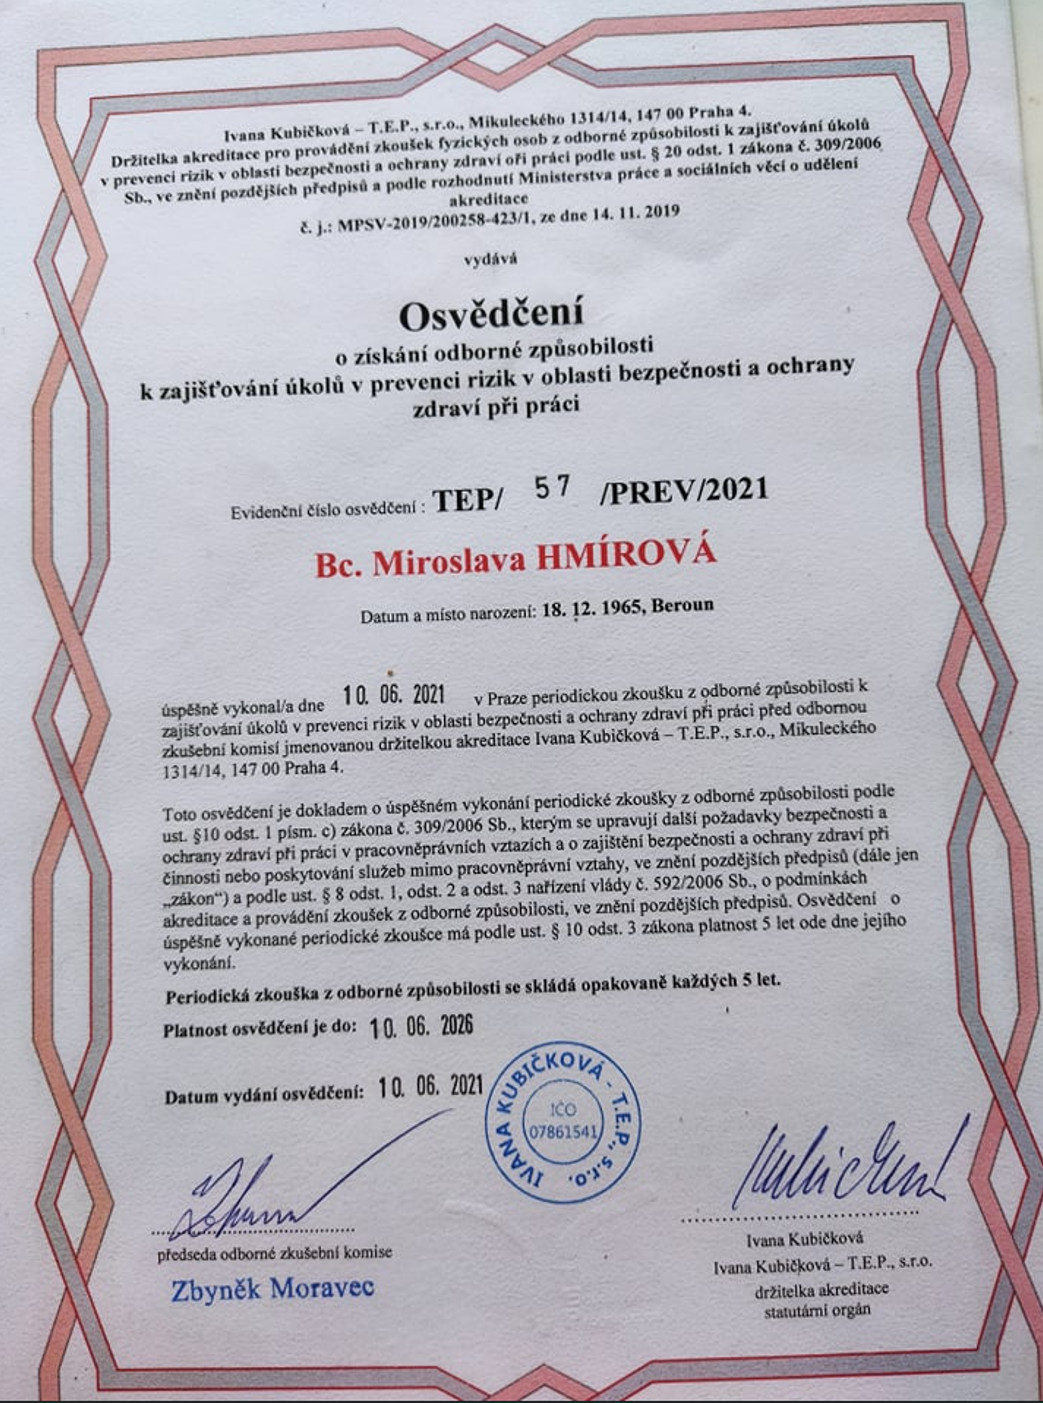 Ivana Kubíčková – T.E.P., s.r.o., Mikuleckého 1314/14, 147 00 Praha 4.
Držitelka akreditace pro provádění zkoušek fyzických osob z odborné způsobilosti k zajišťování úkolů
v prevenci rizik v oblasti bezpečnosti a ochrany zdraví oři práci podle ust. § 20 odst. 1 zákona č. 309/2006
Sb., ve znění pozdějších předpisů a podle rozhodnutí Ministerstva práce a sociálních věcí o udělení
akreditace
č. j.: MPSV-2019/200258-423/1, ze dne 14. 11. 2019
vydává
Osvědčení
o získání odborné způsobilosti
k zajišťování úkolů v prevenci rizik v oblasti bezpečnosti a ochrany
zdraví při práci
Evidenční číslo osvědčení : TEP/ 57 /PREV/2021
Bc. Miroslava HMÍROVÁ
Datum a místo narození: 18. 12. 1965, Beroun
úspěšně vykonal/a dne 10. 06. 2021 v Praze periodickou zkoušku z odborné způsobilosti k
zajišťování úkolů v prevenci rizik v oblasti bezpečnosti a ochrany zdraví při práci před odbornou
zkušební komisí jmenovanou držitelkou akreditace Ivana Kubíčková – T.E.P., s.r.o., Mikuleckého
1314/14, 147 00 Praha 4.
Toto osvědčení je dokladem o úspěšném vykonání periodické zkoušky z odborné způsobilosti podle
ust. §10 odst. 1 písm. c) zákona č. 309/2006 Sb., kterým se upravují další požadavky bezpečnosti a
ochrany zdraví při práci v pracovněprávních vztazích a o zajištění bezpečnosti a ochrany zdraví při
činnosti nebo poskytování služeb mimo pracovněprávní vztahy, ve znění pozdějších předpisů (dále jen
„zákon“) a podle ust. § 8 odst. 1, odst. 2 a odst. 3 nařízení vlády č. 592/2006 Sb., o podmínkách
akreditace a provádění zkoušek z odborné způsobilosti, ve znění pozdějších předpisů. Osvědčení o
úspěšně vykonané periodické zkoušce má podle ust. § 10 odst. 3 zákona platnost 5 let ode dne jejího
vykonání.
Periodická zkouška z odborné způsobilosti se skládá opakovaně každých 5 let.
Platnost osvědčení je do: 10. 06. 2026
Datum vydání osvědčení: 10. 06. 2021
IVANA KUBIČKOVÁ - T.E.P., s.r.o.
IČO
07861541
předseda odborné zkušební komise
Zbyněk Moravec
Ivana Kubíčková
Ivana Kubíčková – T.E.P., s.r.o.
držitelka akreditace
statutární orgán